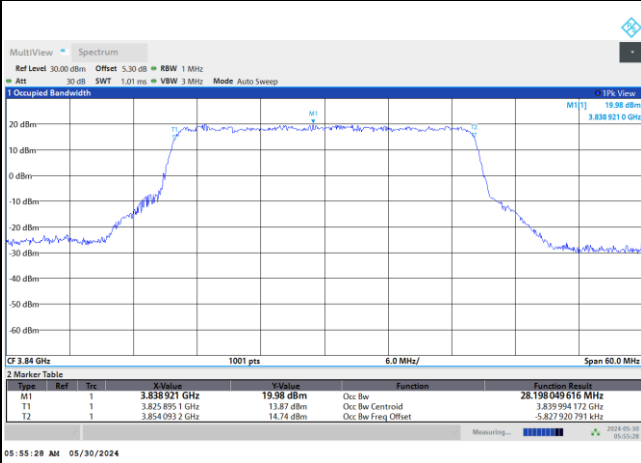 MultiView Spectrum
Ref Level 30.00 dBm Offset 5.30 dB RBW 1 MHz
Att 30 dB SWT 1.01 ms VBW 3 MHz Mode Auto Sweep
1 Occupied Bandwidth 1Pk View
M1[1] 19.98 dBm
3.838 921 0 GHz
M1
T1 T2
20 dBm
10 dBm
0 dBm
-10 dBm
-20 dBm
-30 dBm
-40 dBm
-50 dBm
-60 dBm
CF 3.84 GHz 1001 pts 6.0 MHz/ Span 60.0 MHz
2 Marker Table
Type Ref Trc X-Value Y-Value Function Function Result
M1 1 3.838 921 GHz 19.98 dBm Occ Bw 28.198 049 616 MHz
T1 1 3.825 895 1 GHz 13.87 dBm Occ Bw Centroid 3.839 994 172 GHz
T2 1 3.854 093 2 GHz 14.74 dBm Occ Bw Freq Offset -5.827 920 791 kHz
Measuring... 2024-05-30
05:55:28
05:55:28 AM 05/30/2024